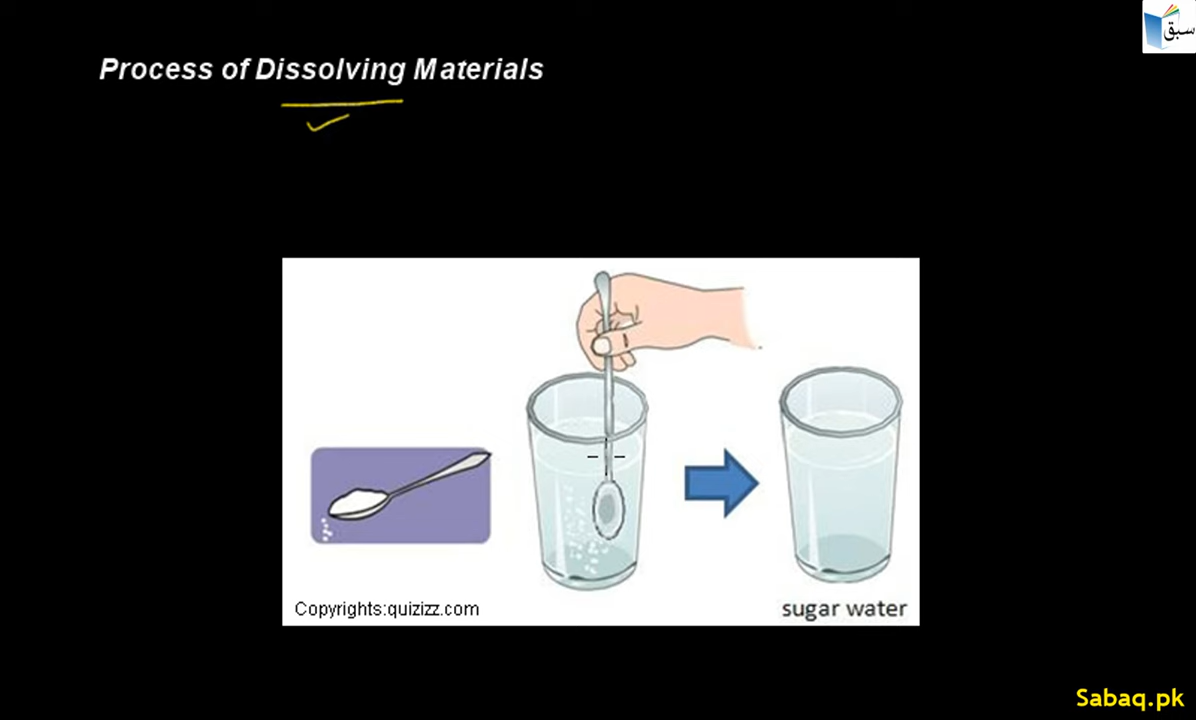 سبق
Process of Dissolving Materials
Copyrights:quizizz.com
sugar water
Sabaq.pk